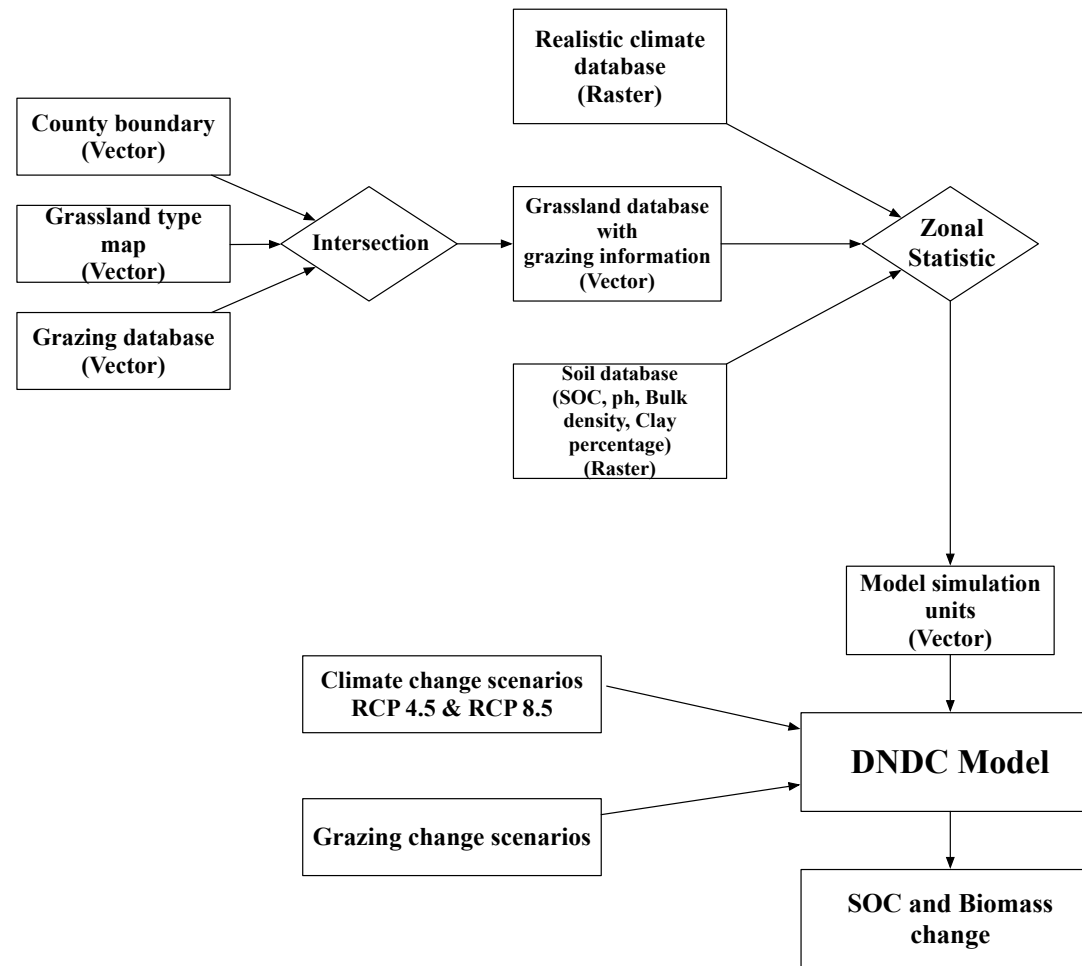 Realistic climate
database
(Raster)
County boundary
(Vector)
Grassland type
map
(Vector)
Grazing database
(Vector)
Intersection
Grassland database
with
grazing information
(Vector)
Zonal
Statistic
Soil database
(SOC, ph, Bulk
density, Clay
percentage)
(Raster)
Model simulation
units
(Vector)
Climate change scenarios
RCP 4.5 & RCP 8.5
DNDC Model
Grazing change scenarios
SOC and Biomass
change